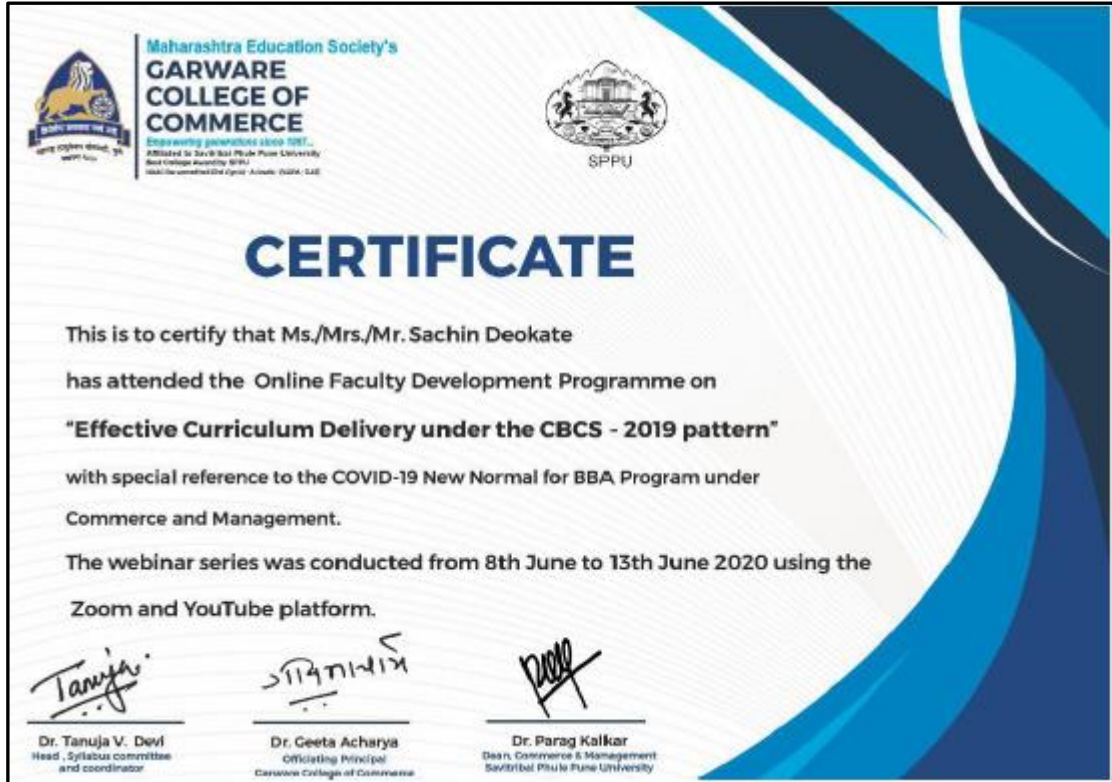 Maharashtra Education Society's
GARWARE
COLLEGE OF
COMMERCE
Empowering generations since 1967...
Affiliated to Savitribai Phule Pune University
Best College Award by SPPU
SPPU
CERTIFICATE
This is to certify that Ms./Mrs./Mr. Sachin Deokate
has attended the Online Faculty Development Programme on
"Effective Curriculum Delivery under the CBCS - 2019 pattern"
with special reference to the COVID-19 New Normal for BBA Program under
Commerce and Management.
The webinar series was conducted from 8th June to 13th June 2020 using the
Zoom and YouTube platform.
Tanuja
Dr. Tanuja V. Devi
Head , Syllabus committee
and coordinator
Dr. Geeta Acharya
Officiating Principal
Garware College of Commerce
Dr. Parag Kalkar
Dean, Commerce & Management
Savitribai Phule Pune University